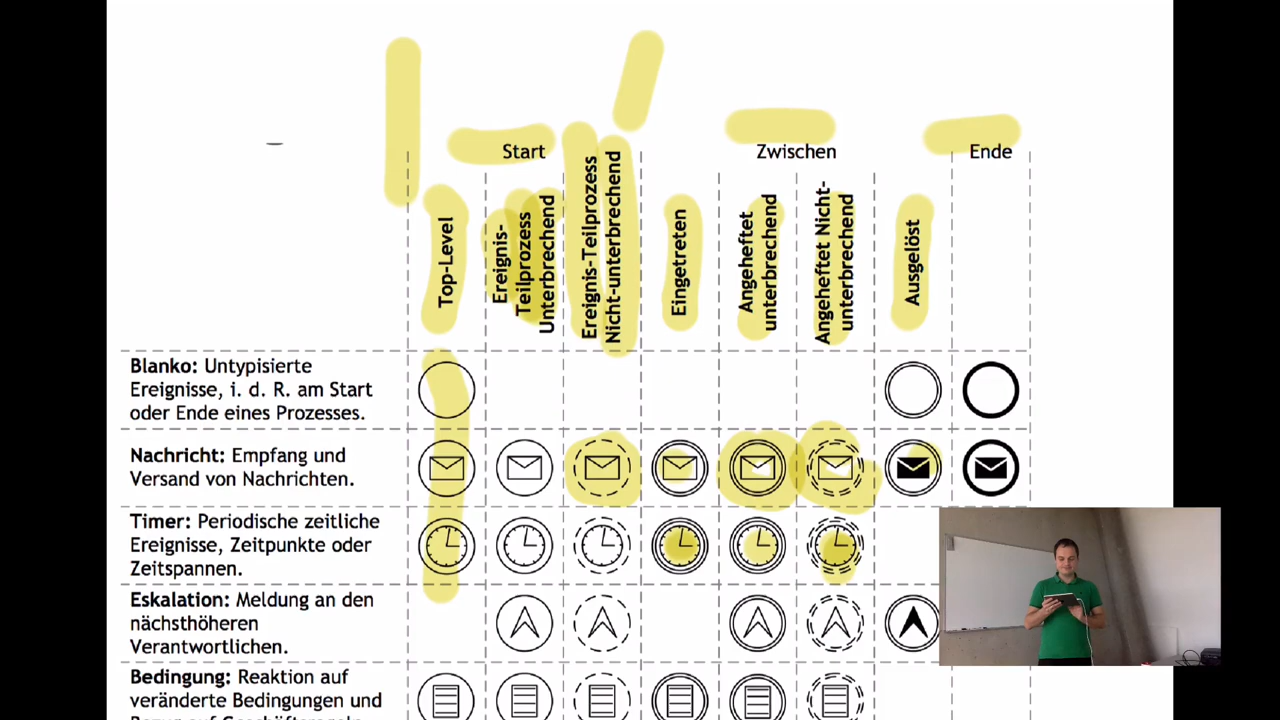 Start
Zwischen
Ende
Top-Level
Ereignis-
Teilprozess
Unterbrechend
Ereignis-Teilprozess
Nicht-unterbrechend
Eingetreten
Angeheftet
unterbrechend
Angeheftet Nicht-
unterbrechend
Ausgelöst
Blanko: Untypisierte
Ereignisse, i. d. R. am Start
oder Ende eines Prozesses.
Nachricht: Empfang und
Versand von Nachrichten.
Timer: Periodische zeitliche
Ereignisse, Zeitpunkte oder
Zeitspannen.
Eskalation: Meldung an den
nächsthöheren
Verantwortlichen.
Bedingung: Reaktion auf
veränderte Bedingungen und